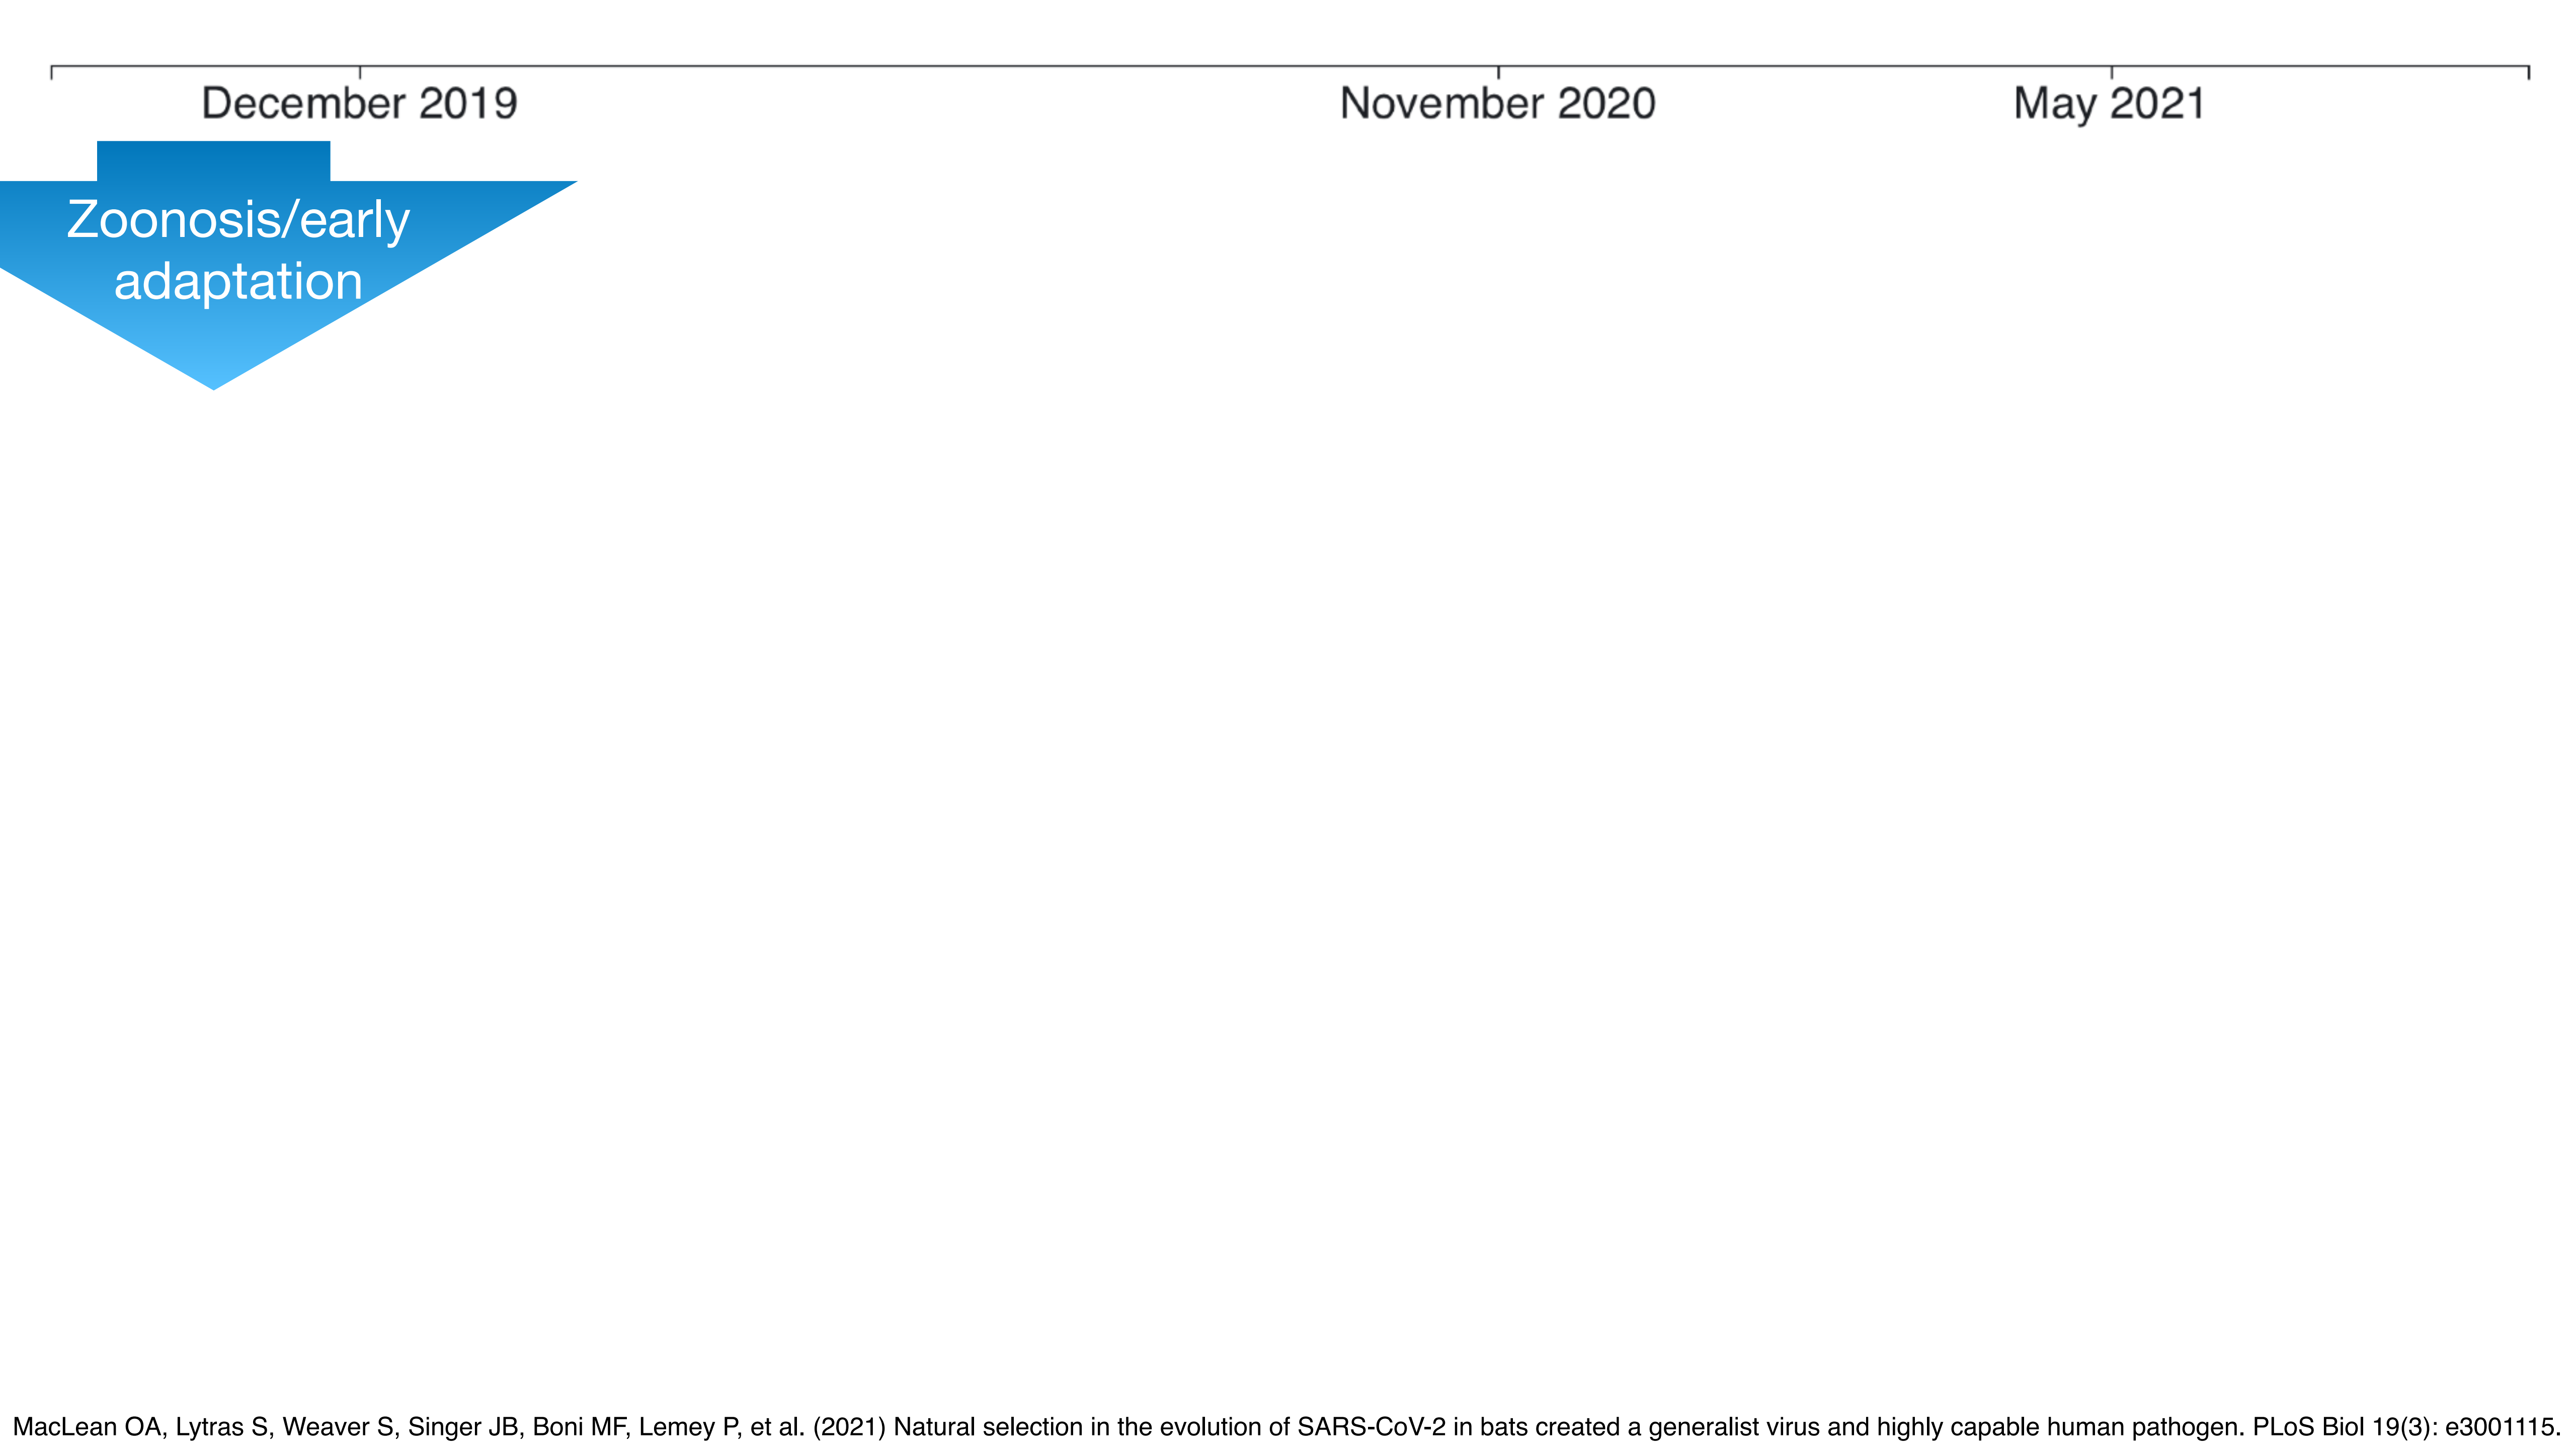 December 2019 November 2020 May 2021
Zoonosis/early
adaptation
MacLean OA, Lytras S, Weaver S, Singer JB, Boni MF, Lemey P, et al. (2021) Natural selection in the evolution of SARS-CoV-2 in bats created a generalist virus and highly capable human pathogen. PLoS Biol 19(3): e3001115.